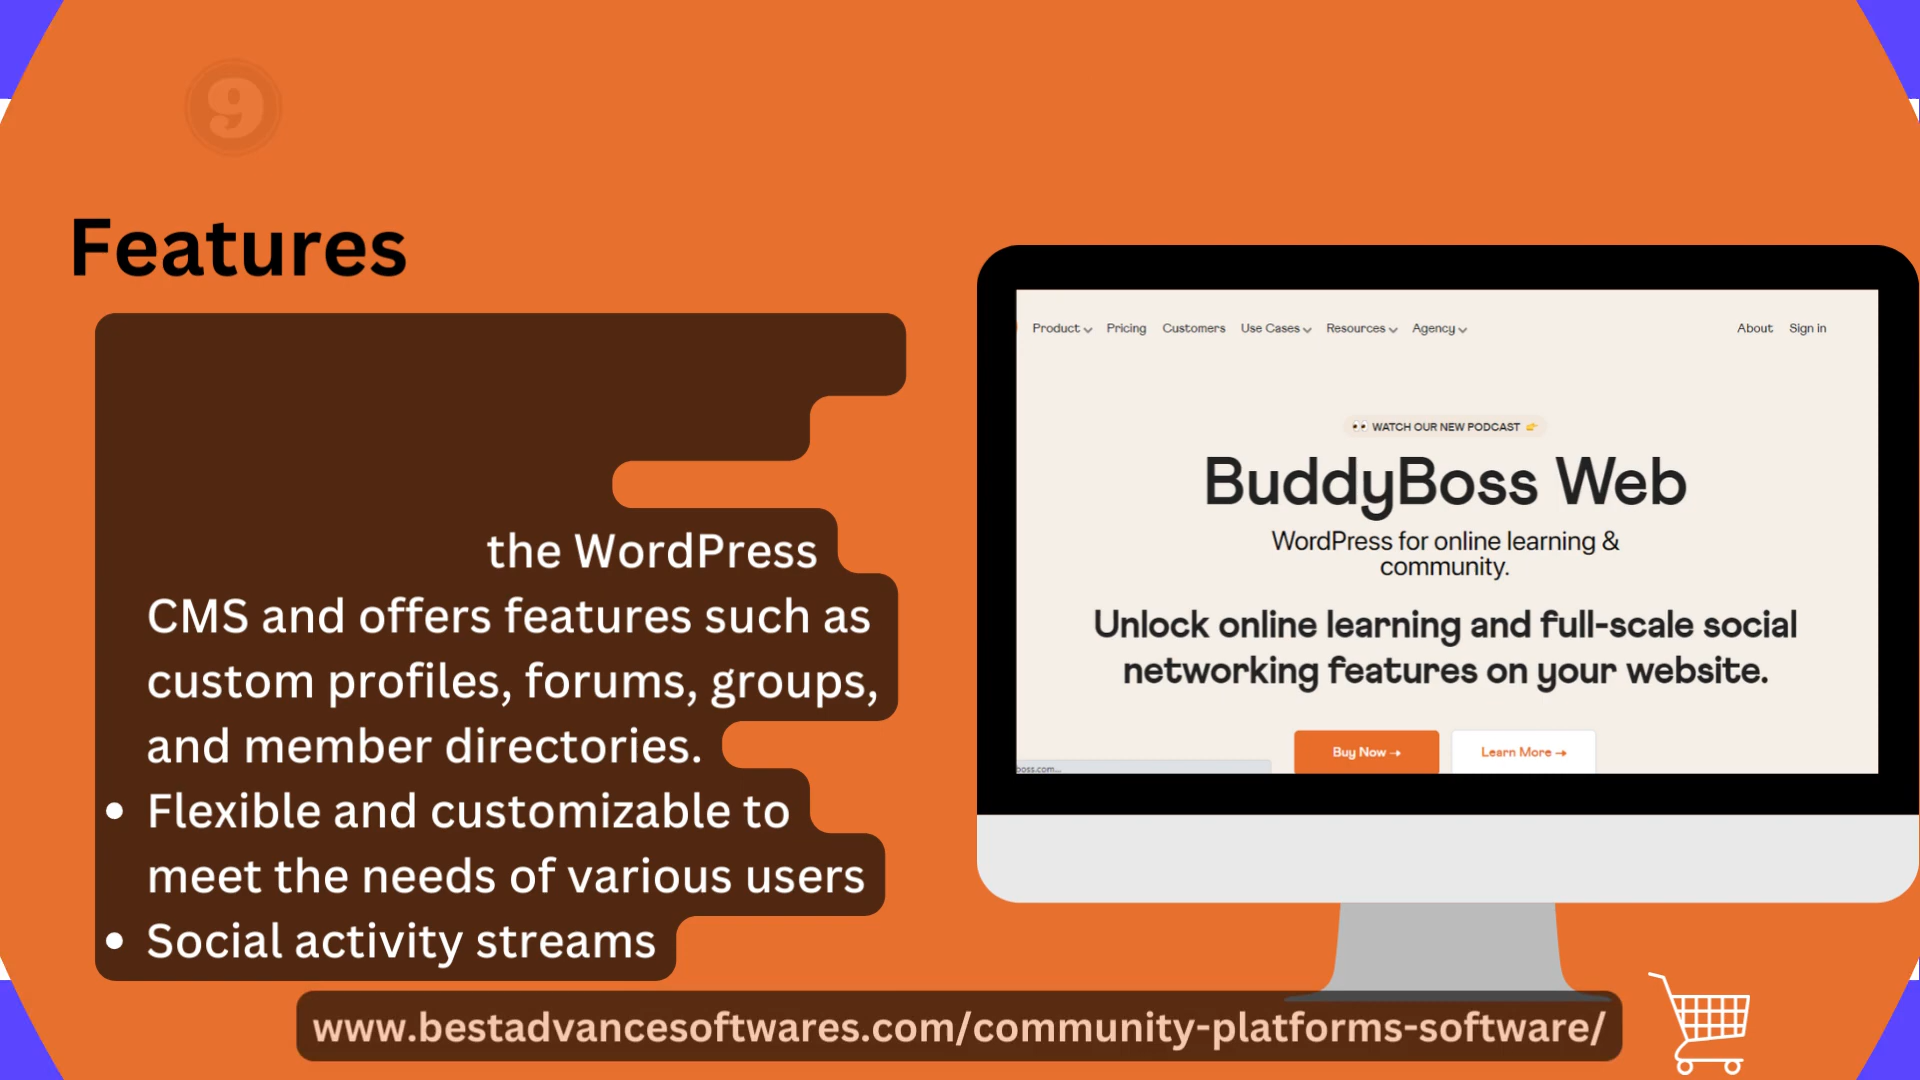 9
Features
the WordPress
CMS and offers features such as
custom profiles, forums, groups,
and member directories.
• Flexible and customizable to
meet the needs of various users
• Social activity streams
Product Pricing Customers Use Cases Resources Agency About Sign in
WATCH OUR NEW PODCAST
BuddyBoss Web
WordPress for online learning &
community.
Unlock online learning and full-scale social
networking features on your website.
Buy Now → Learn More →
boss.com...
www.bestadvancesoftwares.com/community-platforms-software/